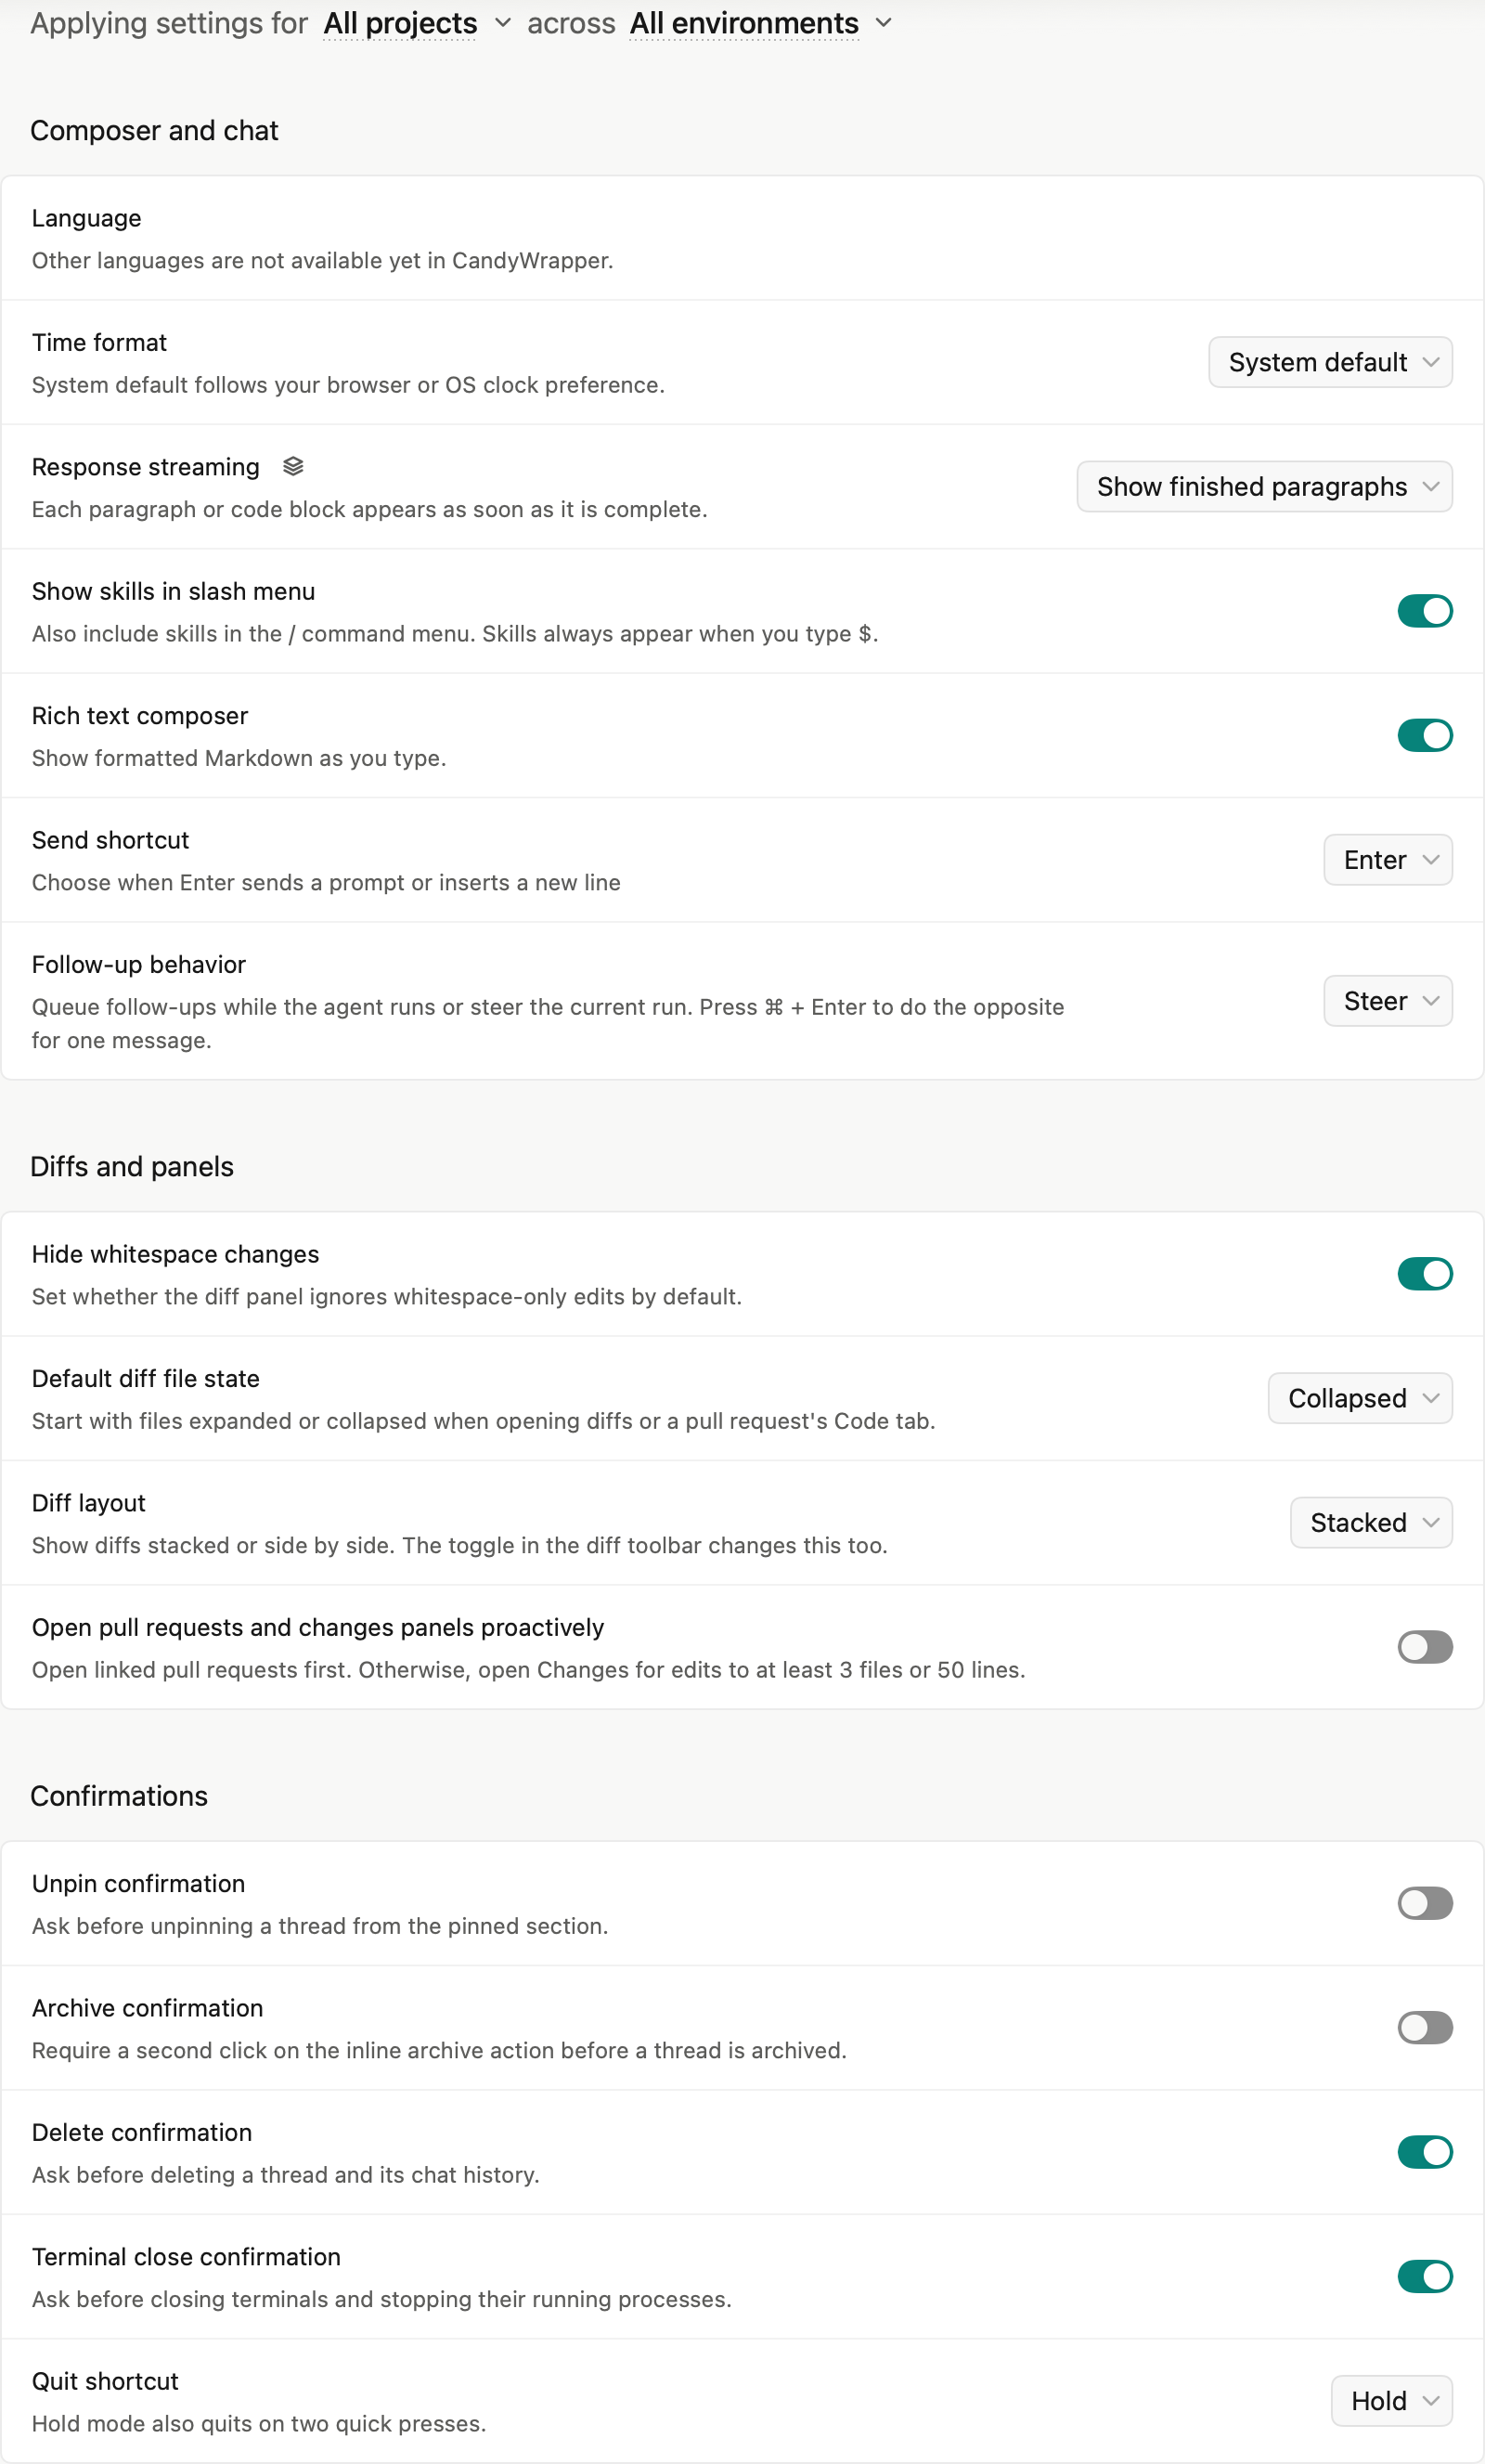 Applying settings for All projects across All environments
Composer and chat
Language
Other languages are not available yet in CandyWrapper.
Time format
System default follows your browser or OS clock preference.
System default
Response streaming
Each paragraph or code block appears as soon as it is complete.
Show finished paragraphs
Show skills in slash menu
Also include skills in the / command menu. Skills always appear when you type $.
Rich text composer
Show formatted Markdown as you type.
Send shortcut
Choose when Enter sends a prompt or inserts a new line
Enter
Follow-up behavior
Queue follow-ups while the agent runs or steer the current run. Press ⌘ + Enter to do the opposite
for one message.
Steer
Diffs and panels
Hide whitespace changes
Set whether the diff panel ignores whitespace-only edits by default.
Default diff file state
Start with files expanded or collapsed when opening diffs or a pull request's Code tab.
Collapsed
Diff layout
Show diffs stacked or side by side. The toggle in the diff toolbar changes this too.
Stacked
Open pull requests and changes panels proactively
Open linked pull requests first. Otherwise, open Changes for edits to at least 3 files or 50 lines.
Confirmations
Unpin confirmation
Ask before unpinning a thread from the pinned section.
Archive confirmation
Require a second click on the inline archive action before a thread is archived.
Delete confirmation
Ask before deleting a thread and its chat history.
Terminal close confirmation
Ask before closing terminals and stopping their running processes.
Quit shortcut
Hold mode also quits on two quick presses.
Hold